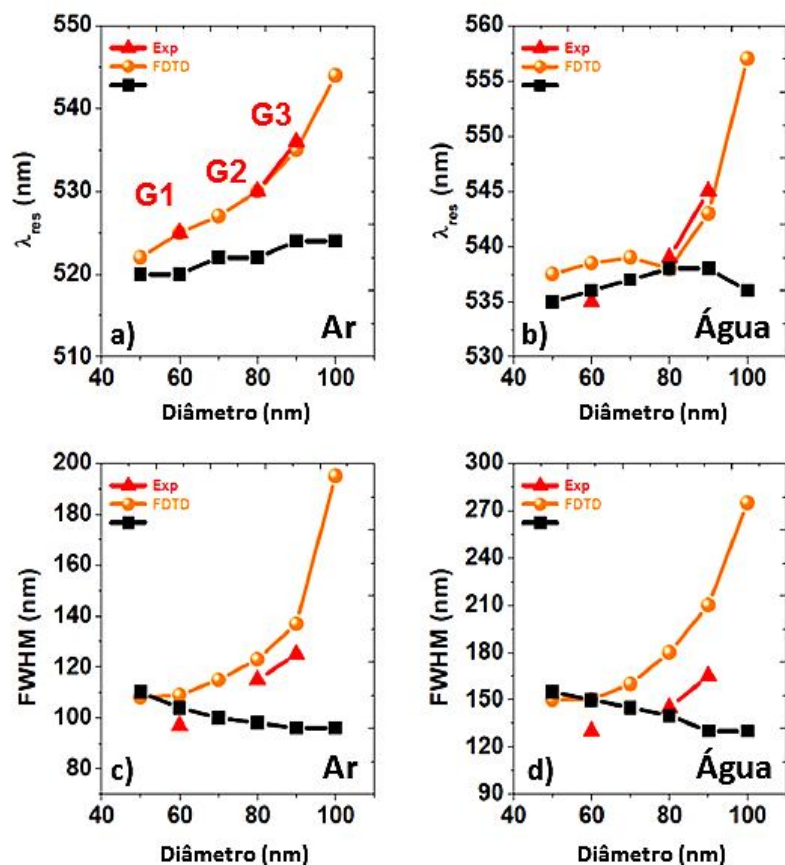 550
540
530
520
510
λres (nm)
Exp
FDTD
G1
G2
G3
a)
Ar
40
60
80
100
Diâmetro (nm)
560
555
550
545
540
535
530
λres (nm)
Exp
FDTD
b)
Água
40
60
80
100
Diâmetro (nm)
200
180
160
140
120
100
80
FWHM (nm)
Exp
FDTD
c)
Ar
40
60
80
100
Diâmetro (nm)
300
270
240
210
180
150
120
90
FWHM (nm)
Exp
FDTD
d)
Água
40
60
80
100
Diâmetro (nm)